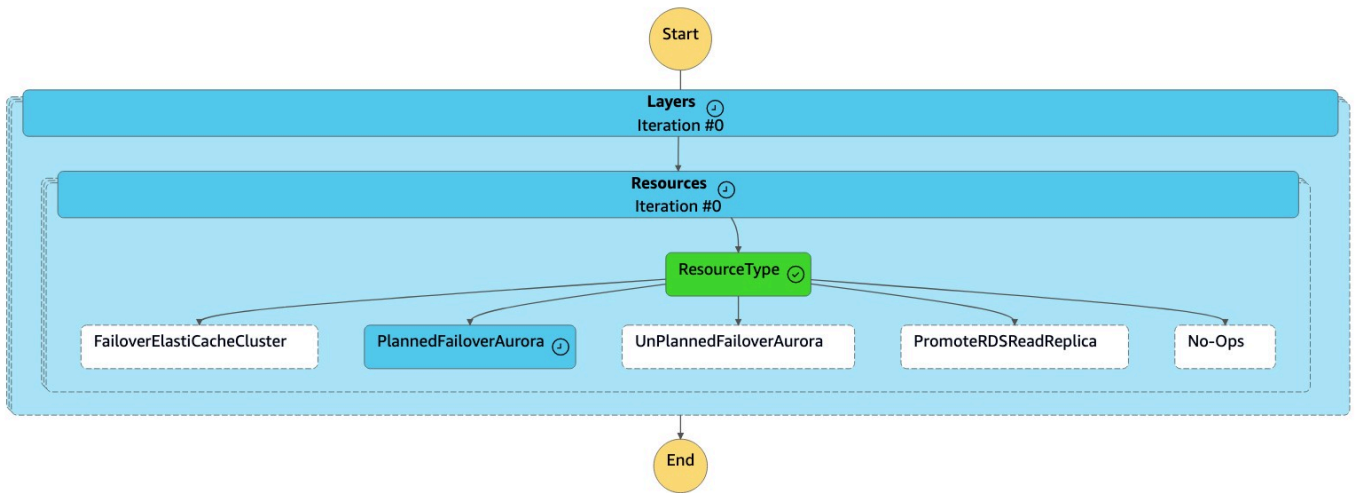 Start
Layers
Iteration #0
Resources
Iteration #0
ResourceType
FailoverElastiCacheCluster
PlannedFailoverAurora
UnPlannedFailoverAurora
PromoteRDSReadReplica
No-Ops
End